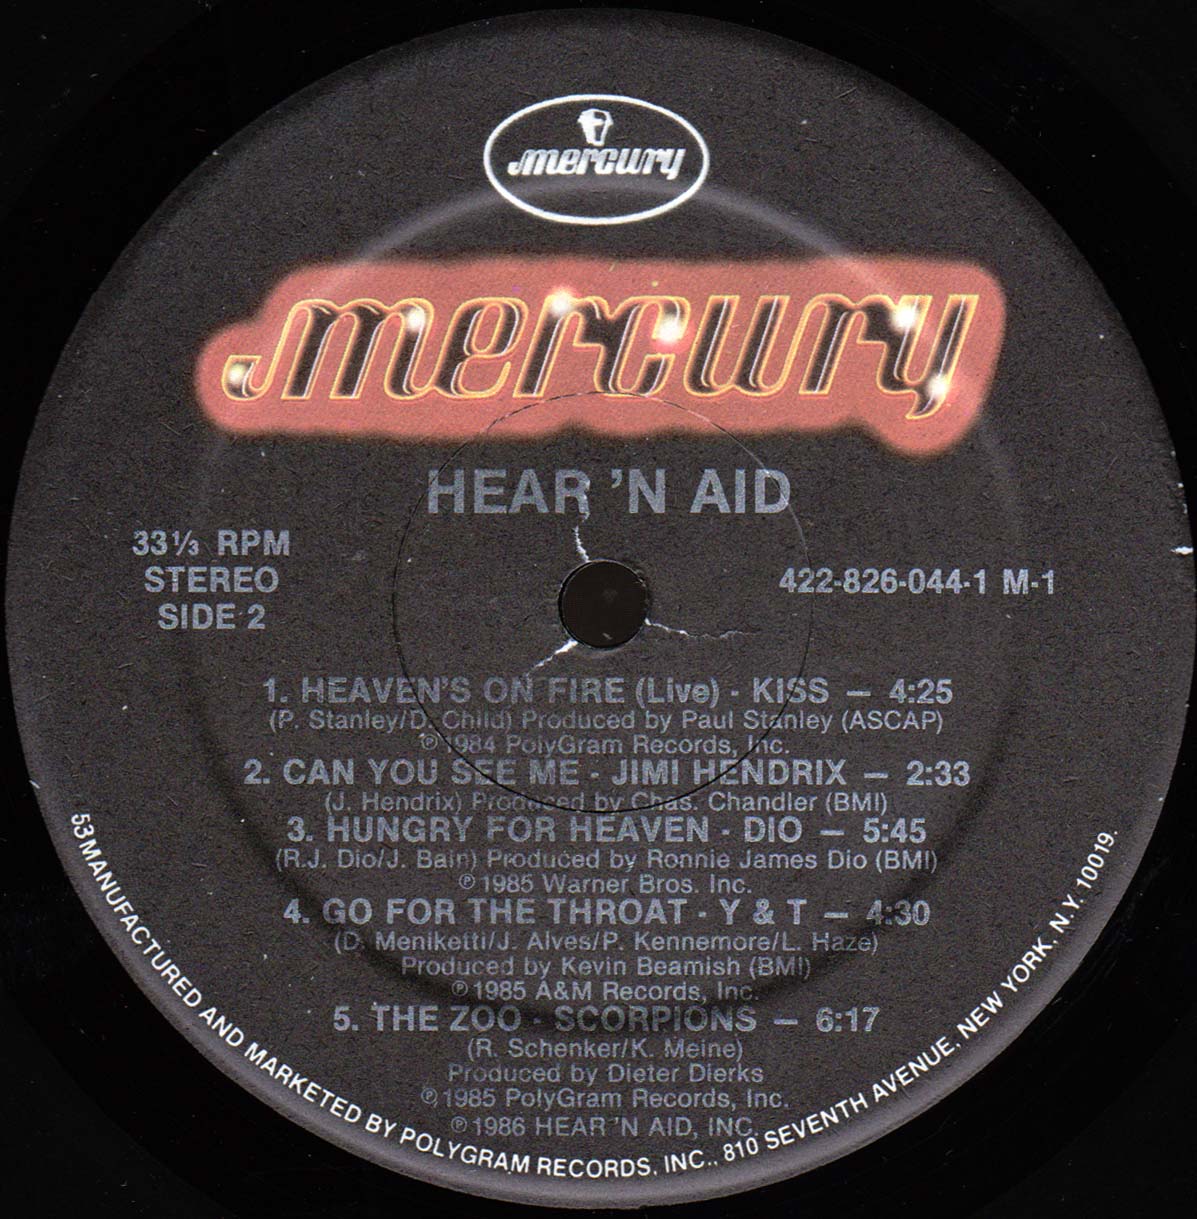 mercury
mercury
HEAR 'N AID
33⅓ RPM
STEREO
SIDE 2
422-826-044-1 M-1
1. HEAVEN'S ON FIRE (Live) - KISS — 4:25
(P. Stanley/D. Child) Produced by Paul Stanley (ASCAP)
℗ 1984 PolyGram Records, Inc.
2. CAN YOU SEE ME - JIMI HENDRIX — 2:33
(J. Hendrix) Produced by Chas. Chandler (BMI)
3. HUNGRY FOR HEAVEN - DIO — 5:45
(R.J. Dio/J. Bain) Produced by Ronnie James Dio (BMI)
℗ 1985 Warner Bros. Inc.
4. GO FOR THE THROAT - Y & T — 4:30
(D. Meniketti/J. Alves/P. Kennemore/L. Haze)
Produced by Kevin Beamish (BMI)
℗ 1985 A&M Records, Inc.
5. THE ZOO - SCORPIONS — 6:17
(R. Schenker/K. Meine)
Produced by Dieter Dierks
℗ 1985 PolyGram Records, Inc.
℗ 1986 HEAR 'N AID, INC.
53 MANUFACTURED AND MARKETED BY POLYGRAM RECORDS, INC., 810 SEVENTH AVENUE, NEW YORK, N.Y. 10019.